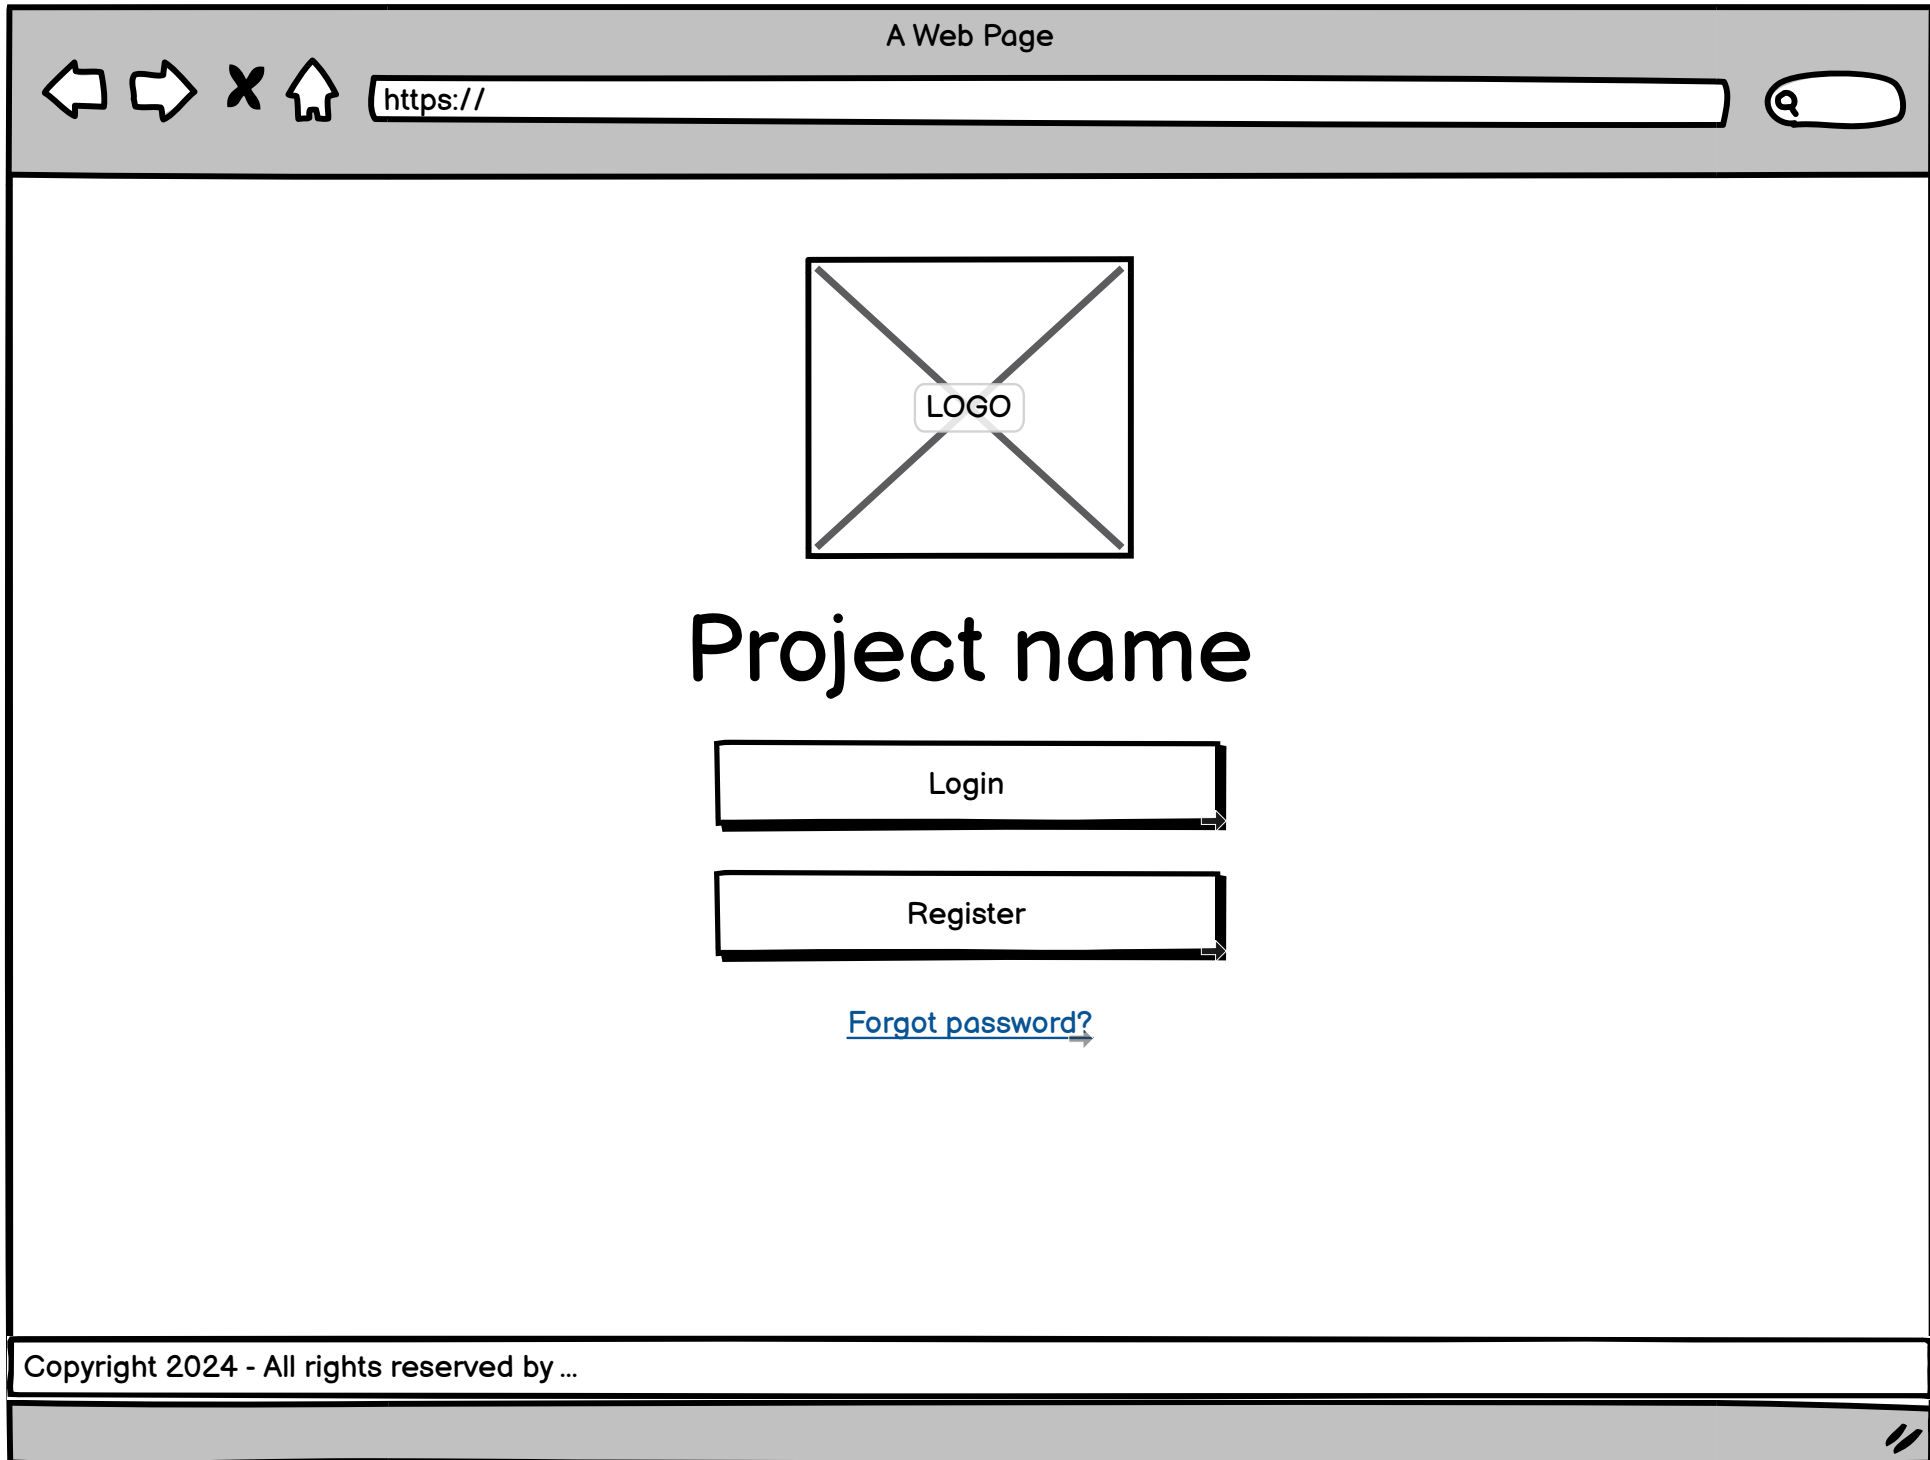 A Web Page
https://
LOGO
Project name
Login
Register
Forgot password?
Copyright 2024 - All rights reserved by ...